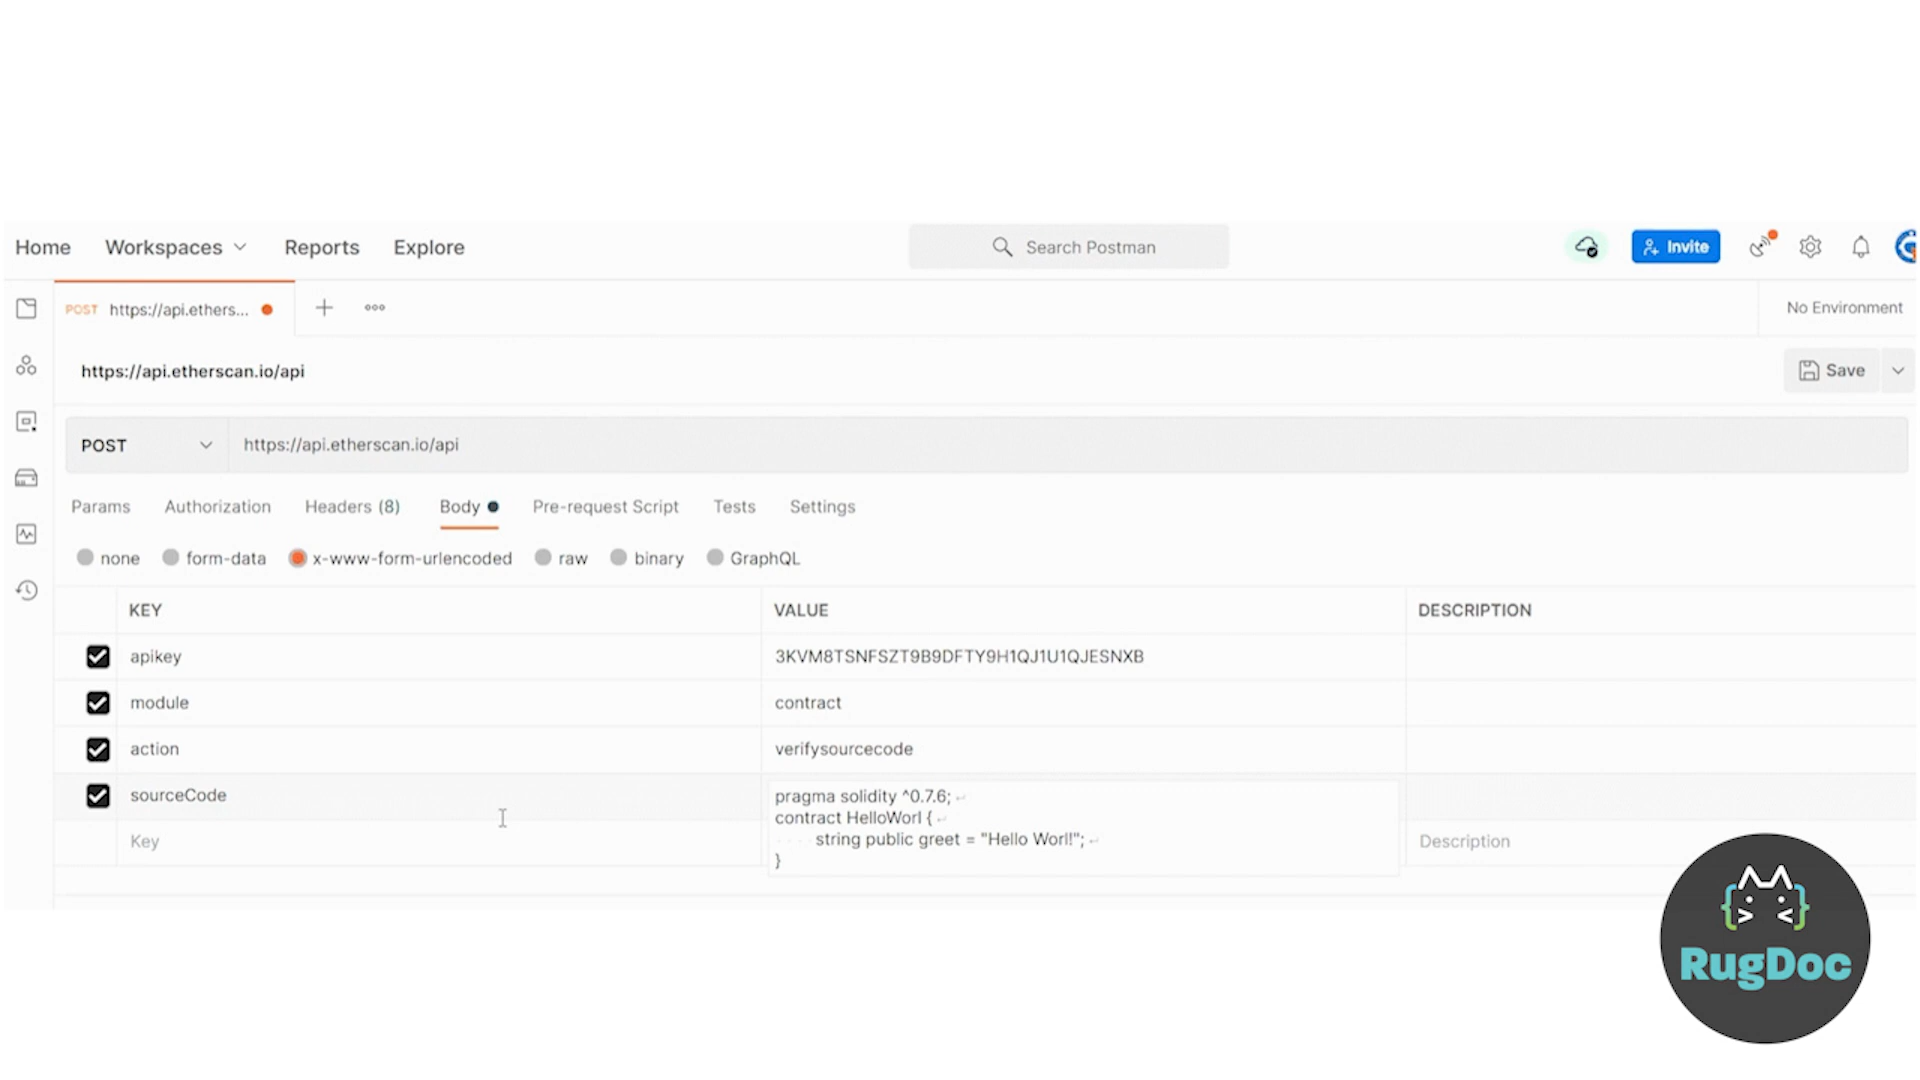 Home Workspaces Reports Explore Search Postman Invite
POST https://api.ethers... No Environment
https://api.etherscan.io/api Save
POST https://api.etherscan.io/api
Params Authorization Headers (8) Body Pre-request Script Tests Settings
none form-data x-www-form-urlencoded raw binary GraphQL
KEY VALUE DESCRIPTION
apikey 3KVM8TSNFSZT9B9DFTY9H1QJ1U1QJESNXB
module contract
action verifysourcecode
sourceCode pragma solidity ^0.7.6;
contract HelloWorl {
string public greet = "Hello Worl!";
Key Description
}
RugDoc